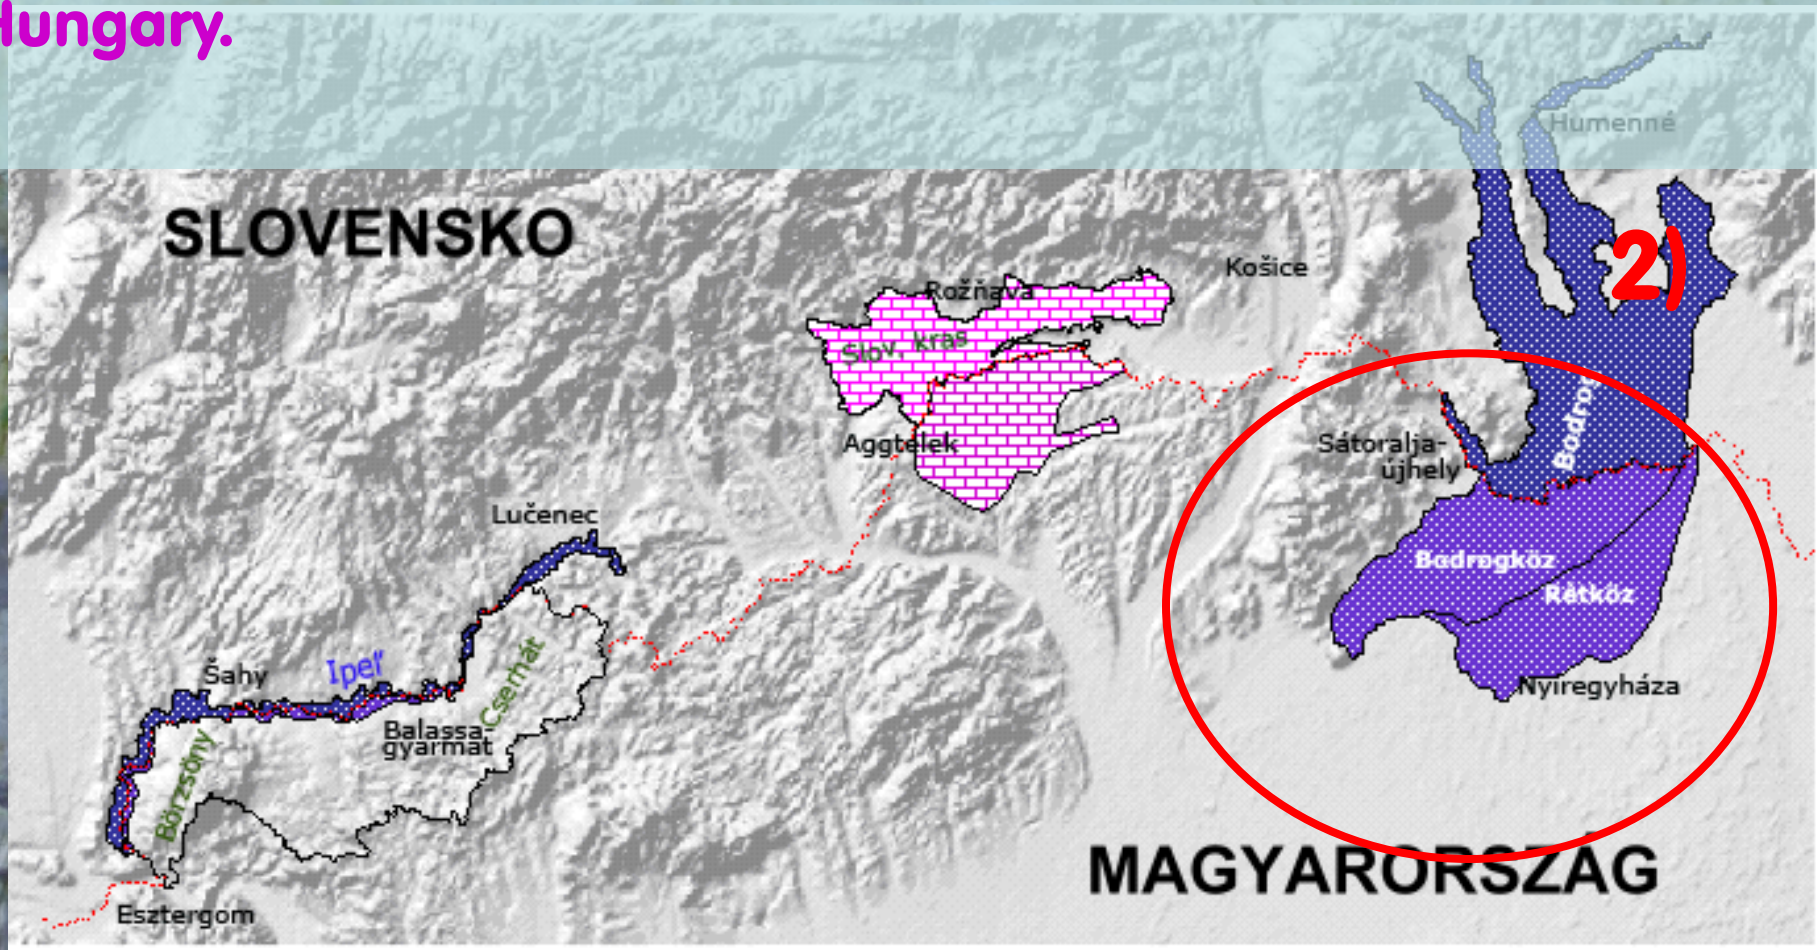 Hungary.
Humenné
SLOVENSKO
2)
Košice
Rožňava
Slov. kras
Bodrog
Aggtelek
Sátoralja-
újhely
Lučenec
Bodrogköz
Rétköz
Cserhát
Ipeľ
Šahy
Nyíregyháza
Balassa-
gyarmat
Börzsöny
MAGYARORSZÁG
Esztergom